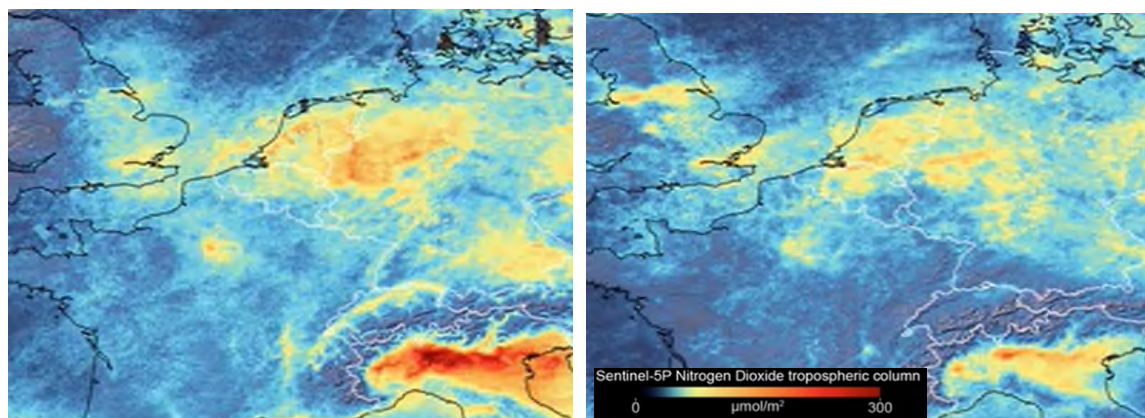 Sentinel-5P Nitrogen Dioxide tropospheric column
0 µmol/m² 300